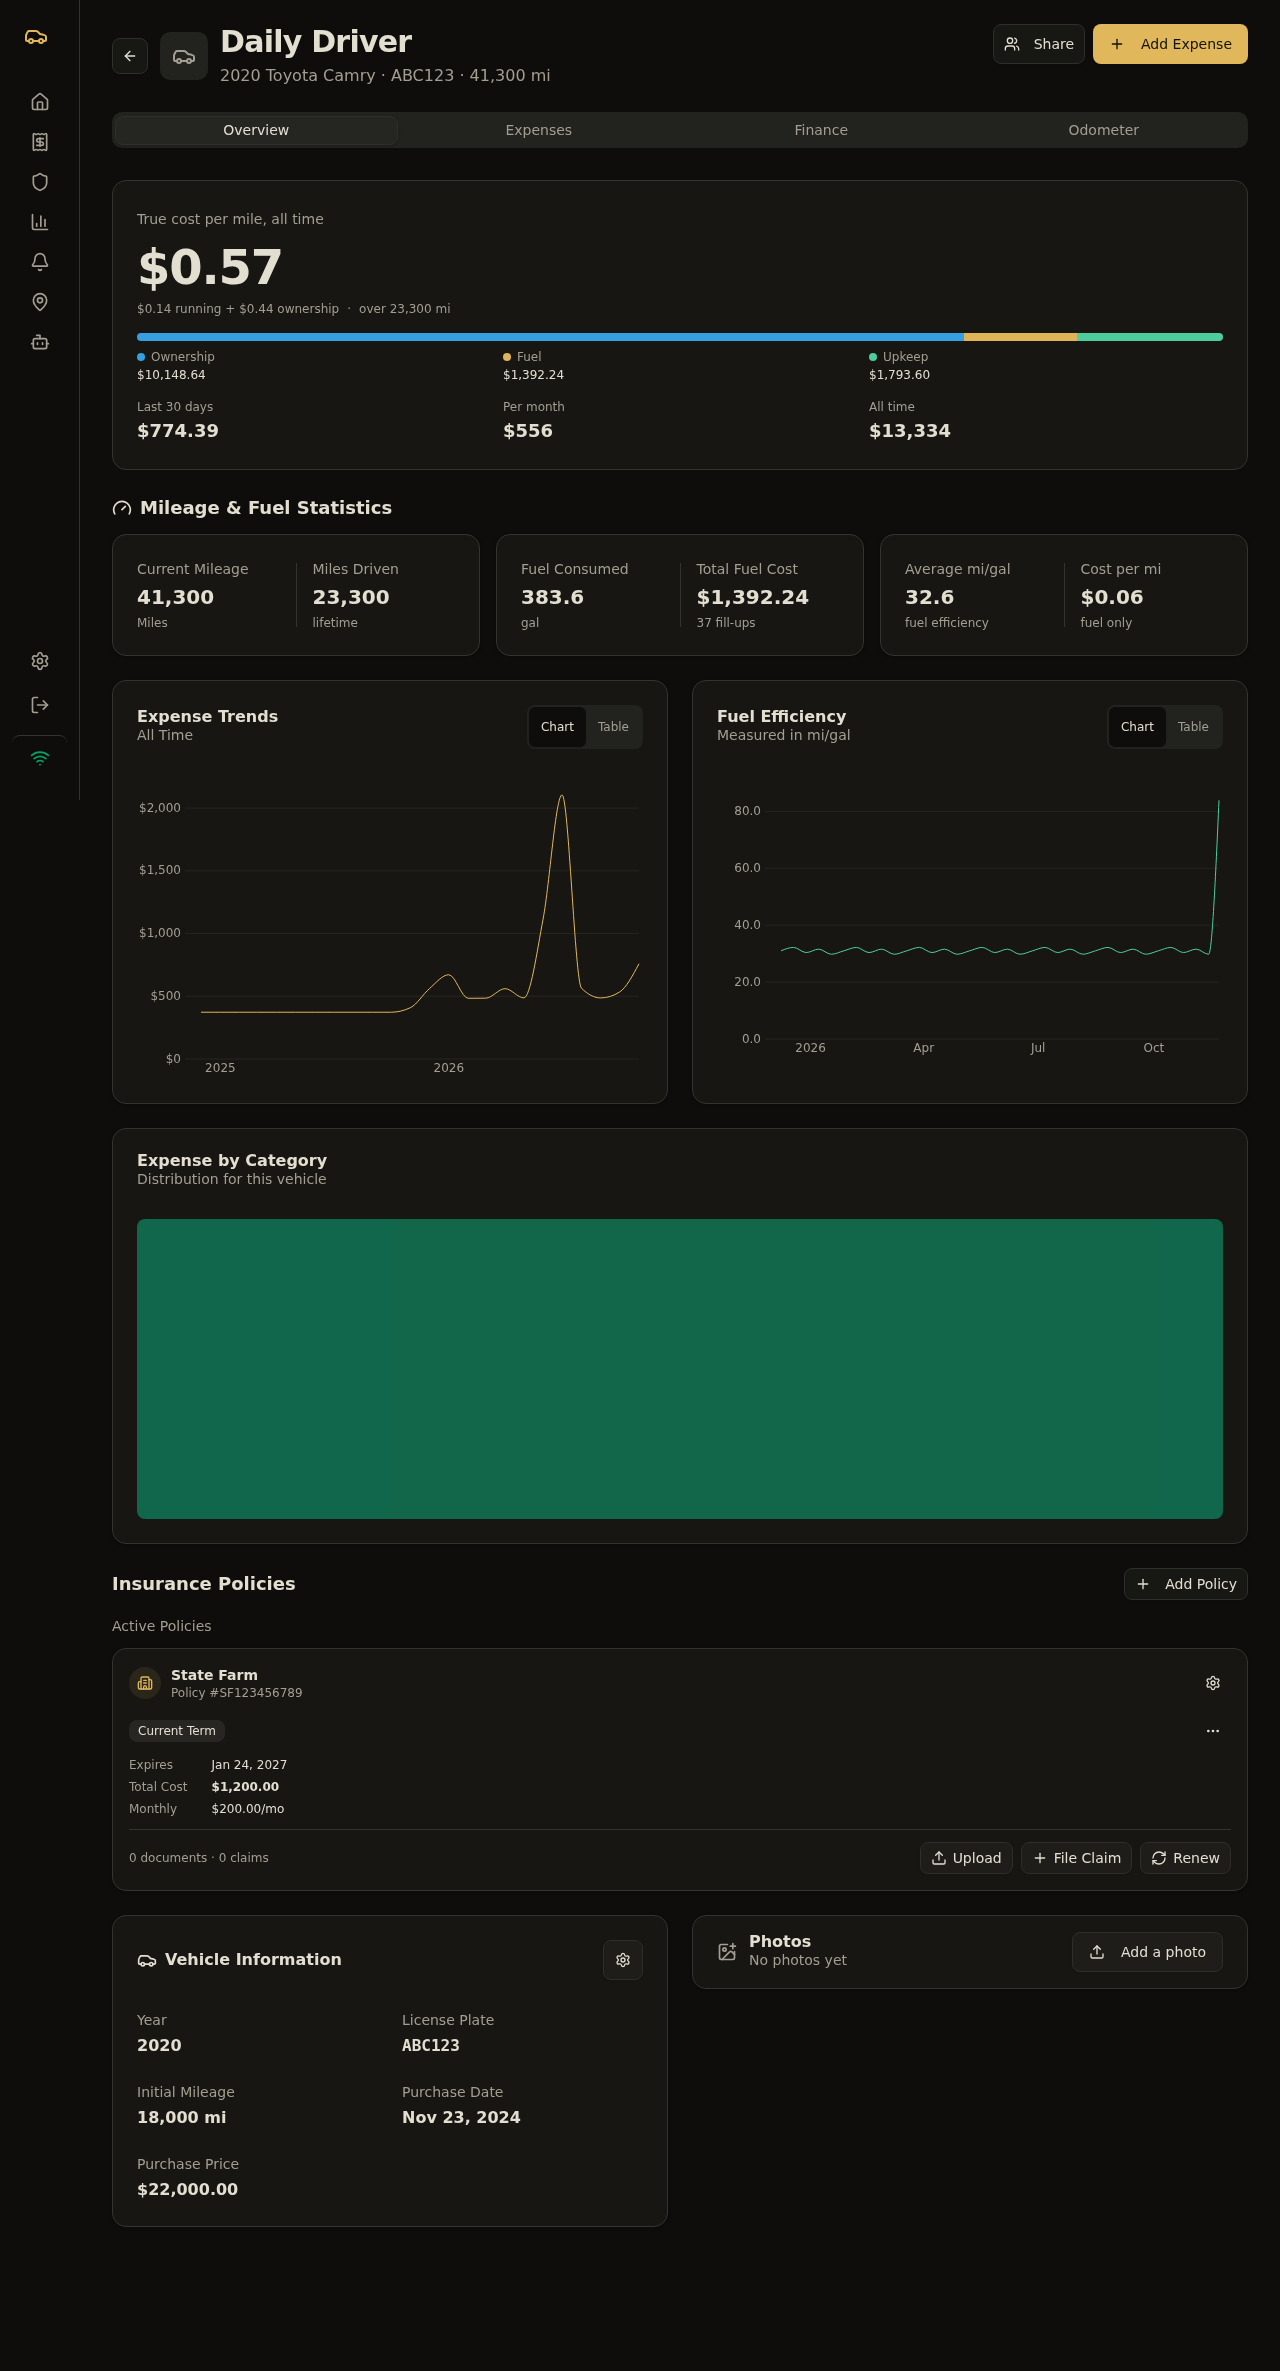 Daily Driver
2020 Toyota Camry · ABC123 · 41,300 mi
Share
Add Expense
Overview
Expenses
Finance
Odometer
True cost per mile, all time
$0.57
$0.14 running + $0.44 ownership · over 23,300 mi
Ownership
$10,148.64
Fuel
$1,392.24
Upkeep
$1,793.60
Last 30 days
$774.39
Per month
$556
All time
$13,334
Mileage & Fuel Statistics
Current Mileage
41,300
Miles
Miles Driven
23,300
lifetime
Fuel Consumed
383.6
gal
Total Fuel Cost
$1,392.24
37 fill-ups
Average mi/gal
32.6
fuel efficiency
Cost per mi
$0.06
fuel only
Expense Trends
All Time
Chart
Table
$2,000
$1,500
$1,000
$500
$0
2025
2026
Fuel Efficiency
Measured in mi/gal
Chart
Table
80.0
60.0
40.0
20.0
0.0
2026
Apr
Jul
Oct
Expense by Category
Distribution for this vehicle
Insurance Policies
Add Policy
Active Policies
State Farm
Policy #SF123456789
Current Term
Expires Jan 24, 2027
Total Cost $1,200.00
Monthly $200.00/mo
0 documents · 0 claims
Upload
File Claim
Renew
Vehicle Information
Year
2020
License Plate
ABC123
Initial Mileage
18,000 mi
Purchase Date
Nov 23, 2024
Purchase Price
$22,000.00
Photos
No photos yet
Add a photo